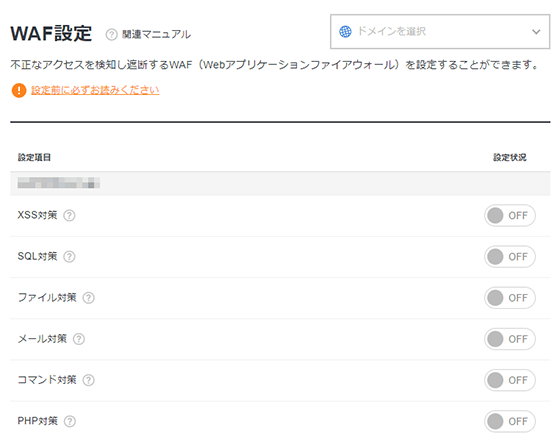 WAF設定 関連マニュアル ドメインを選択
不正なアクセスを検知し遮断するWAF（Webアプリケーションファイアウォール）を設定することができます。
設定前に必ずお読みください
設定項目 設定状況
XSS対策 OFF
SQL対策 OFF
ファイル対策 OFF
メール対策 OFF
コマンド対策 OFF
PHP対策 OFF